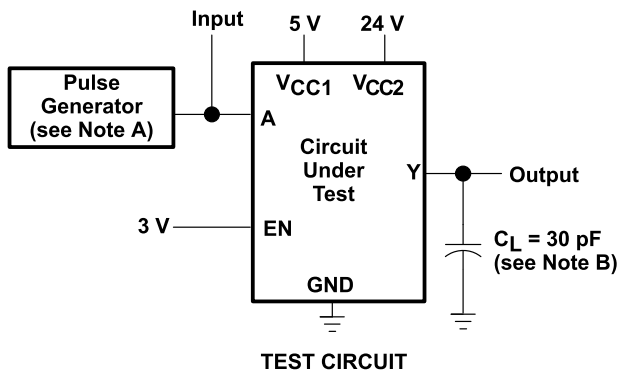 Input
5 V
24 V
Pulse
Generator
(see Note A)
VCC1
VCC2
A
Circuit
Under
Test
Y
Output
3 V
EN
CL = 30 pF
(see Note B)
GND
TEST CIRCUIT